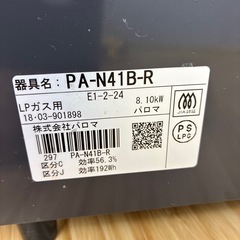 器具名: PA-N41B-R
E1-2-24
LPガス用 8.10kW
18-03-901898 パロマ
株式会社パロマ
297 PA-N41B-R
区分C 効率56.3%
区分J 効率192Wh
PS
LPG